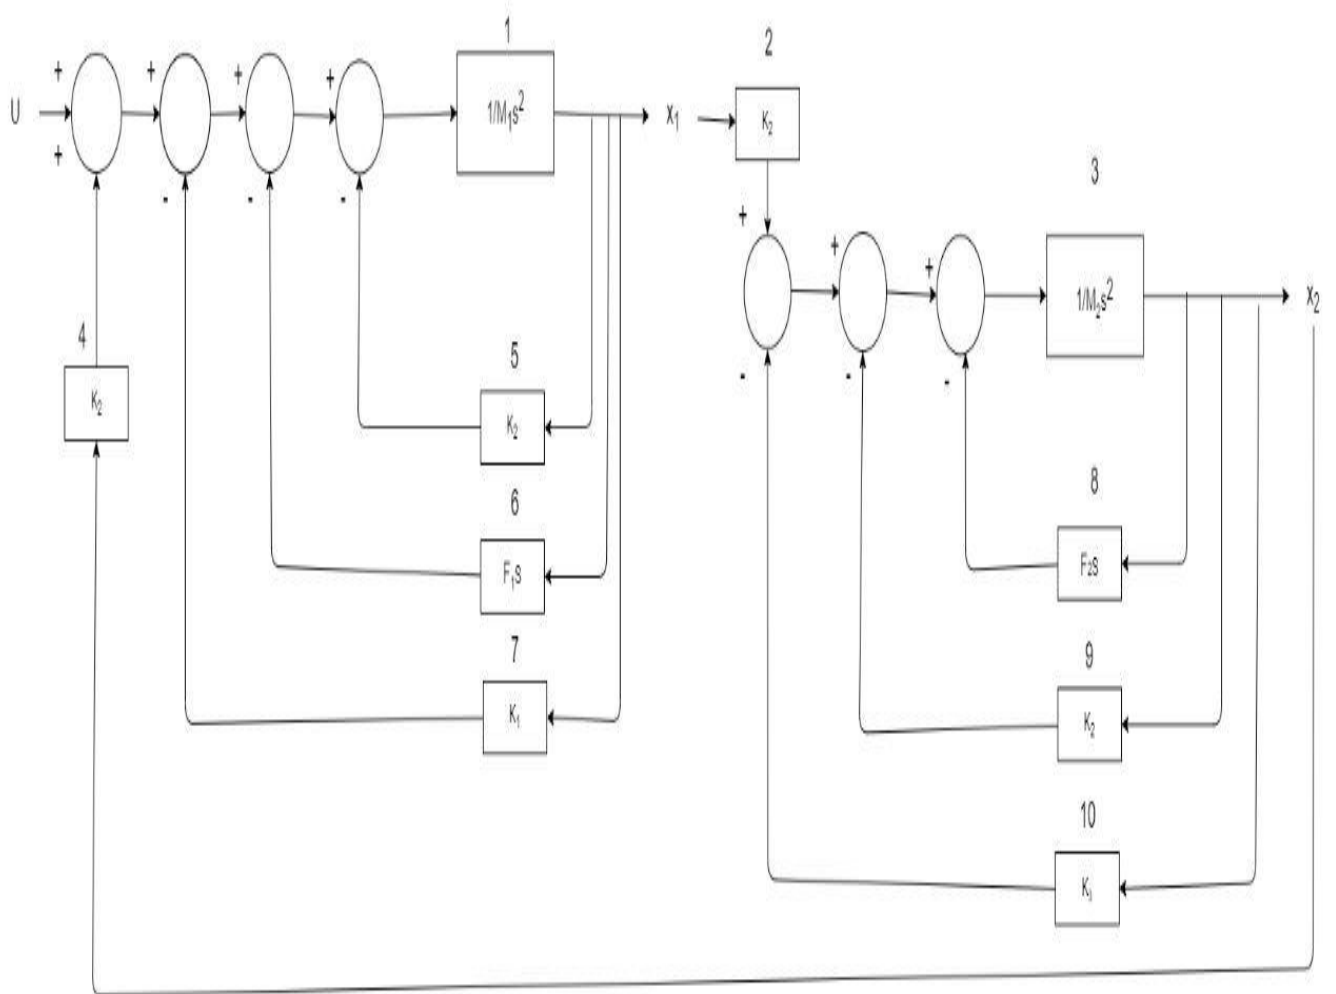 1
2
U
+
+
+
+
+
1/M₁s²
x₁
K₂
-
-
-
3
+
+
+
1/M₂s²
x₂
4
K₂
5
K₂
-
-
-
6
F₁s
8
F₂s
7
K₁
9
K₂
10
K₃